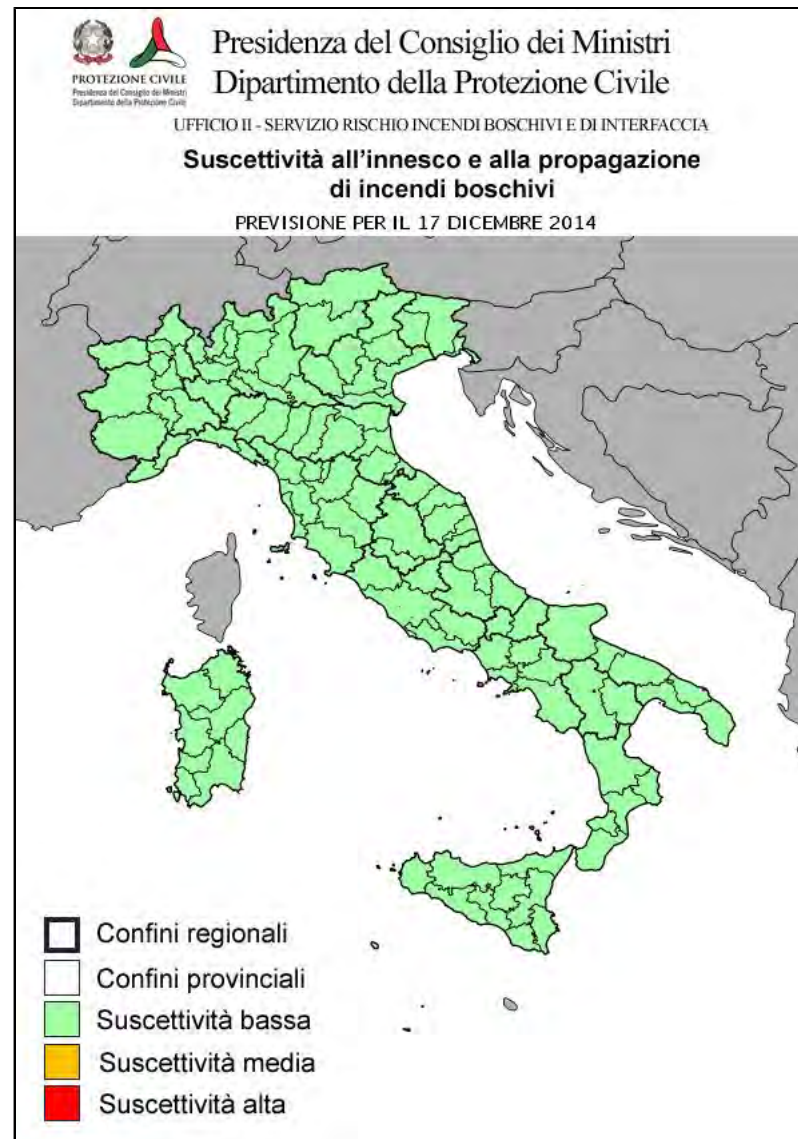 PROTEZIONE CIVILE
Presidenza del Consiglio dei Ministri
Dipartimento della Protezione Civile
Presidenza del Consiglio dei Ministri
Dipartimento della Protezione Civile
UFFICIO II - SERVIZIO RISCHIO INCENDI BOSCHIVI E DI INTERFACCIA
Suscettività all'innesco e alla propagazione
di incendi boschivi
PREVISIONE PER IL 17 DICEMBRE 2014
Confini regionali
Confini provinciali
Suscettività bassa
Suscettività media
Suscettività alta